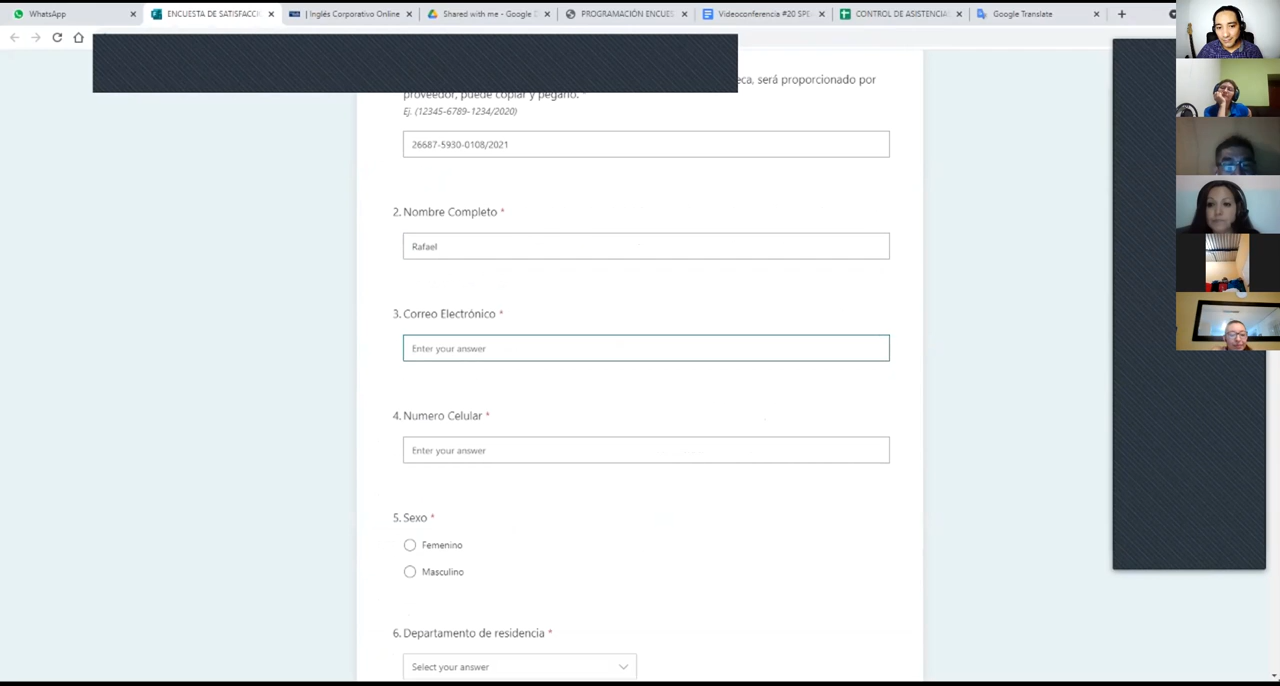 WhatsApp
ENCUESTA DE SATISFACCI
| Inglés Corporativo Online
Shared with me - Google D
PROGRAMACIÓN ENCUES
Videoconferencia #20 SPE
CONTROL DE ASISTENCIA
Google Translate
eca, será proporcionado por
proveedor, puede copiar y pegarlo. *
Ej. (12345-6789-1234/2020)
26687-5930-0108/2021
2. Nombre Completo *
Rafael
3. Correo Electrónico *
Enter your answer
4. Numero Celular *
Enter your answer
5. Sexo *
Femenino
Masculino
6. Departamento de residencia *
Select your answer